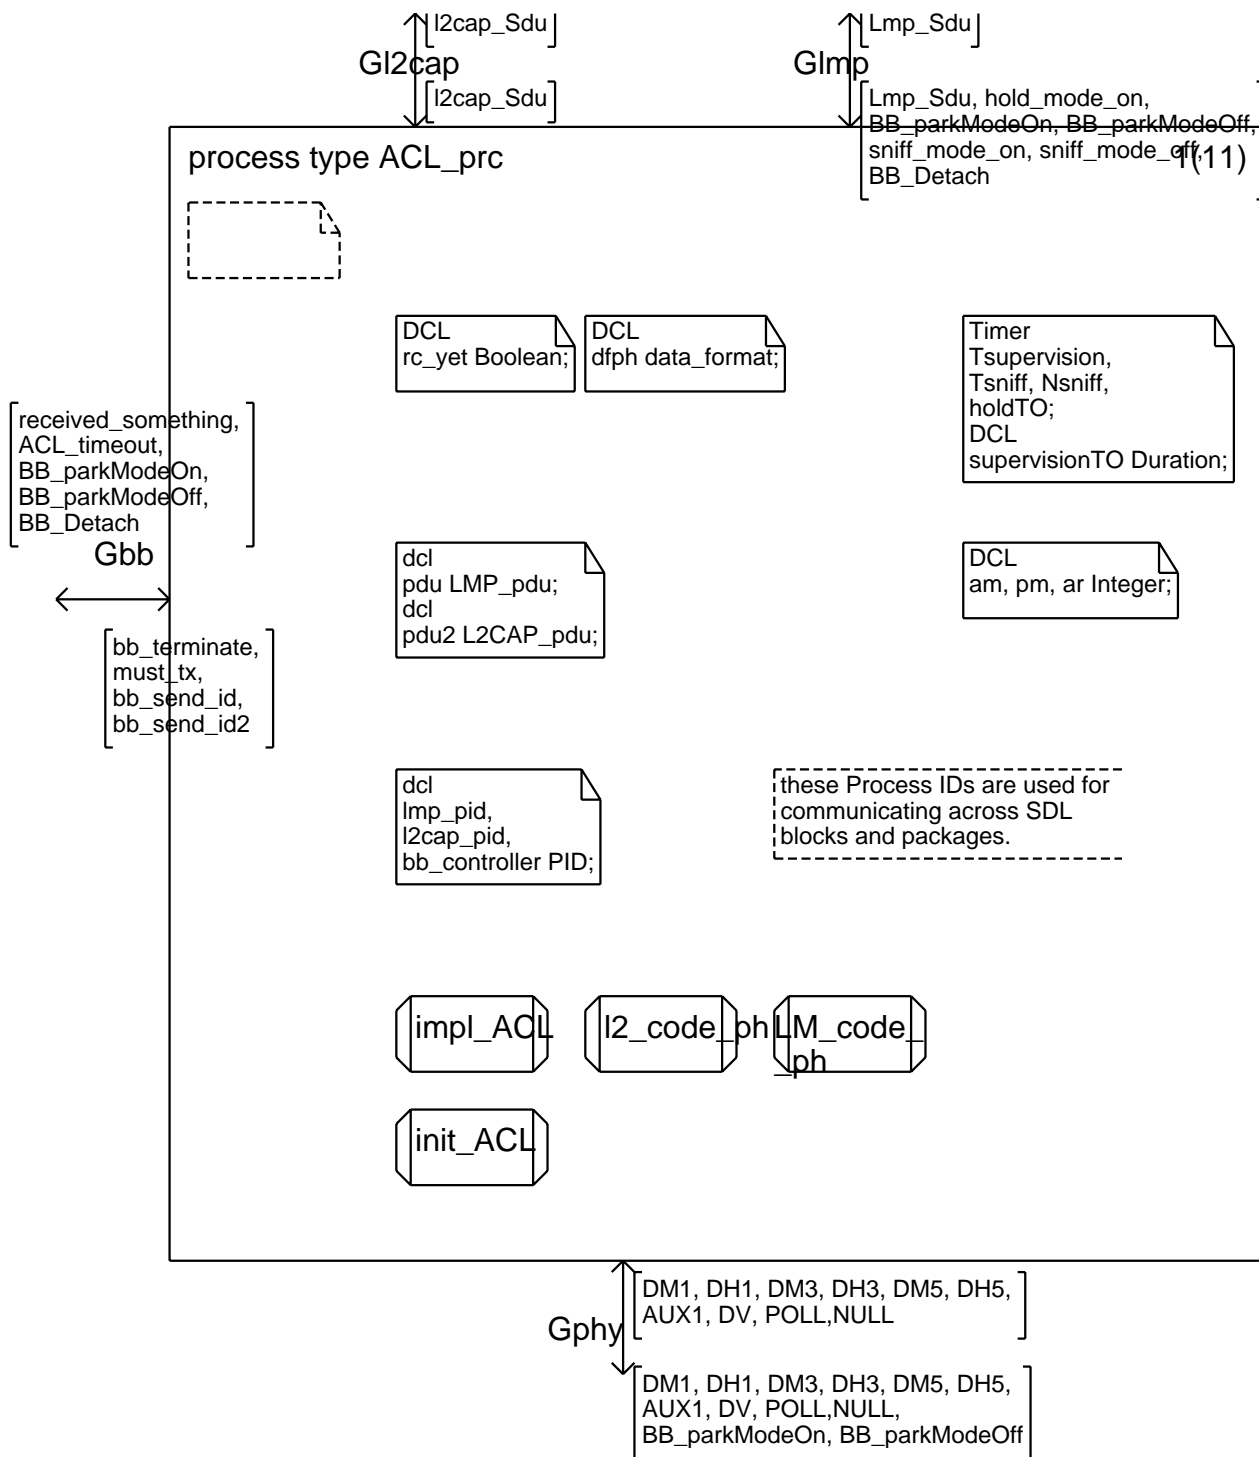 l2cap_Sdu
Gl2cap
l2cap_Sdu
Lmp_Sdu
Glmp
Lmp_Sdu, hold_mode_on,
BB_parkModeOn, BB_parkModeOff,
sniff_mode_on, sniff_mode_off,
BB_Detach
process type ACL_prc
1(11)
DCL
rc_yet Boolean;
DCL
dfph data_format;
Timer
Tsupervision,
Tsniff, Nsniff,
holdTO;
DCL
supervisionTO Duration;
received_something,
ACL_timeout,
BB_parkModeOn,
BB_parkModeOff,
BB_Detach
Gbb
bb_terminate,
must_tx,
bb_send_id,
bb_send_id2
dcl
pdu LMP_pdu;
dcl
pdu2 L2CAP_pdu;
DCL
am, pm, ar Integer;
dcl
lmp_pid,
l2cap_pid,
bb_controller PID;
these Process IDs are used for
communicating across SDL
blocks and packages.
impl_ACL
l2_code_ph
LM_code_
_ph
init_ACL
DM1, DH1, DM3, DH3, DM5, DH5,
AUX1, DV, POLL,NULL
Gphy
DM1, DH1, DM3, DH3, DM5, DH5,
AUX1, DV, POLL,NULL,
BB_parkModeOn, BB_parkModeOff